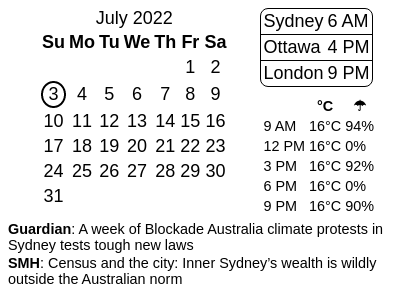 July 2022
Su Mo Tu We Th Fr Sa
1 2
3 4 5 6 7 8 9
10 11 12 13 14 15 16
17 18 19 20 21 22 23
24 25 26 27 28 29 30
31
Sydney 6 AM
Ottawa 4 PM
London 9 PM
°C ☂
9 AM 16°C 94%
12 PM 16°C 0%
3 PM 16°C 92%
6 PM 16°C 0%
9 PM 16°C 90%
Guardian: A week of Blockade Australia climate protests in
Sydney tests tough new laws
SMH: Census and the city: Inner Sydney's wealth is wildly
outside the Australian norm